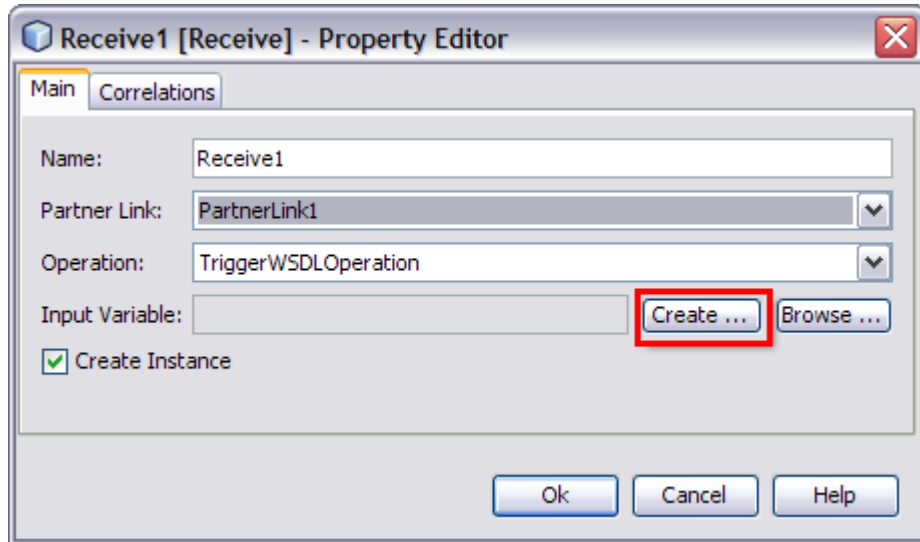 Receive1 [Receive] - Property Editor
Main Correlations
Name: Receive1
Partner Link: PartnerLink1
Operation: TriggerWSDLOperation
Input Variable: Create ... Browse ...
Create Instance
Ok Cancel Help